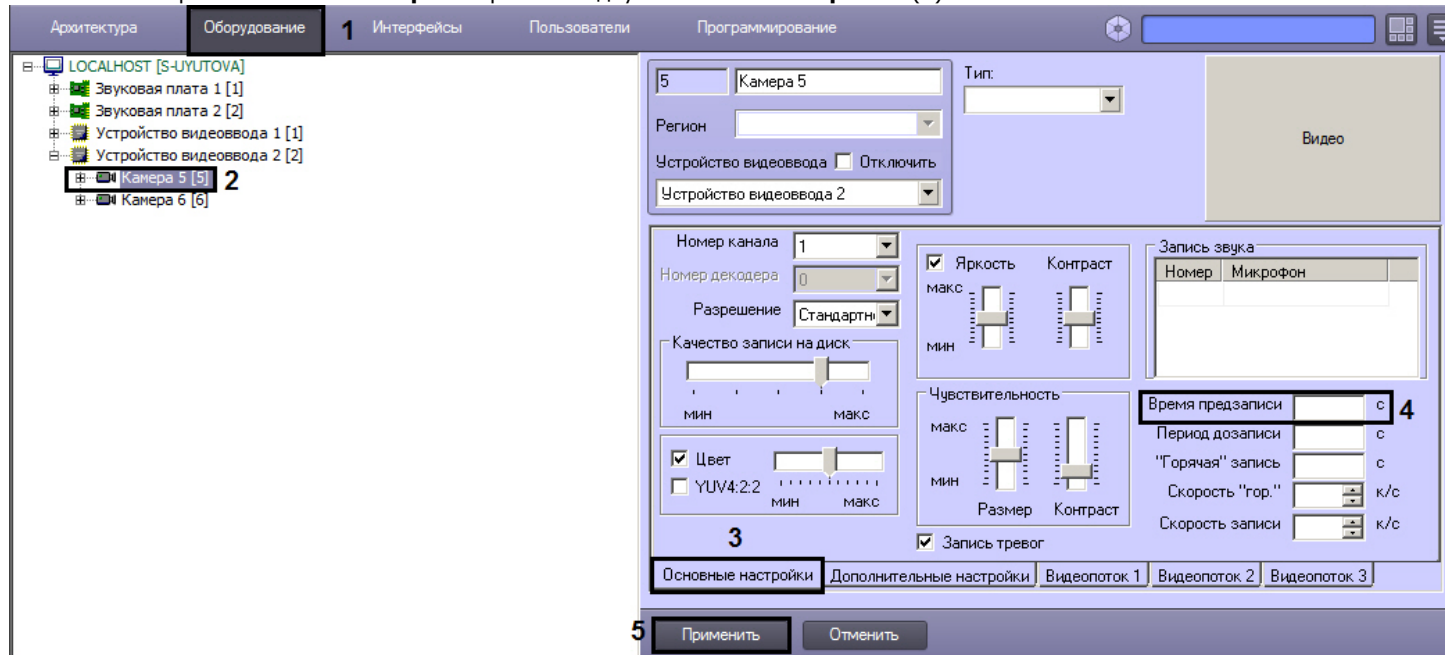 Архитектура Оборудование 1 Интерфейсы Пользователи Программирование
LOCALHOST [S-UYUTOVA]
Звуковая плата 1 [1]
Звуковая плата 2 [2]
Устройство видеоввода 1 [1]
Устройство видеоввода 2 [2]
Камера 5 [5] 2
Камера 6 [6]
5 Камера 5
Тип:
Регион
Устройство видеоввода Отключить
Устройство видеоввода 2
Видео
Номер канала 1
Номер декодера 0
Разрешение Стандартн
Качество записи на диск
мин макс
Цвет
YUV4:2:2
мин макс
Яркость Контраст
макс
мин
Чувствительность
макс
мин
Размер Контраст
Запись тревог
Запись звука
Номер Микрофон
Время предзаписи с 4
Период дозаписи с
"Горячая" запись с
Скорость "гор." к/с
Скорость записи к/с
3
Основные настройки Дополнительные настройки Видеопоток 1 Видеопоток 2 Видеопоток 3
5 Применить Отменить